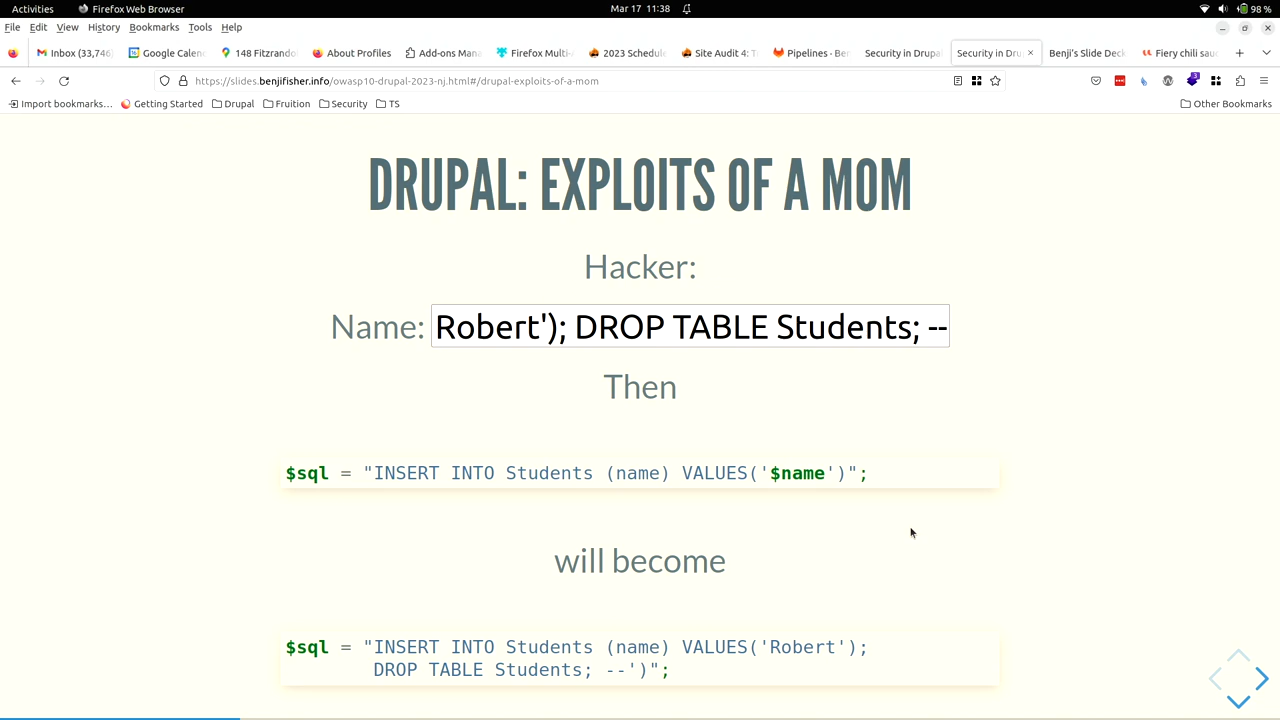 Activities
Firefox Web Browser
Mar 17 11:38
98 %
File Edit View History Bookmarks Tools Help
Inbox (33,746
Google Calen
148 Fitzrando
About Profiles
Add-ons Mana
Firefox Multi-
2023 Schedule
Site Audit 4: T
Pipelines - Ben
Security in Drupa
Security in Dru
Benji's Slide Deck
Fiery chili sauc
https://slides.benjifisher.info/owasp10-drupal-2023-nj.html#/drupal-exploits-of-a-mom
3
Import bookmarks... Getting Started Drupal Fruition Security TS Other Bookmarks
DRUPAL: EXPLOITS OF A MOM
Hacker:
Name: Robert'); DROP TABLE Students; --
Then
$sql = "INSERT INTO Students (name) VALUES('$name')";
will become
$sql = "INSERT INTO Students (name) VALUES('Robert');
DROP TABLE Students; --')";